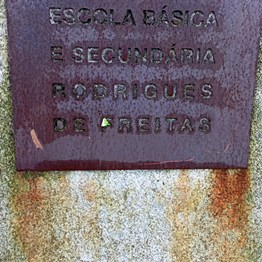 ESCOLA BÁSICA
E SECUNDÁRIA
RODRIGUES
DE FREITAS